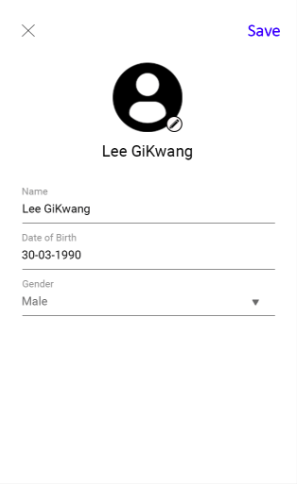 Save
Lee GiKwang
Name
Lee GiKwang
Date of Birth
30-03-1990
Gender
Male